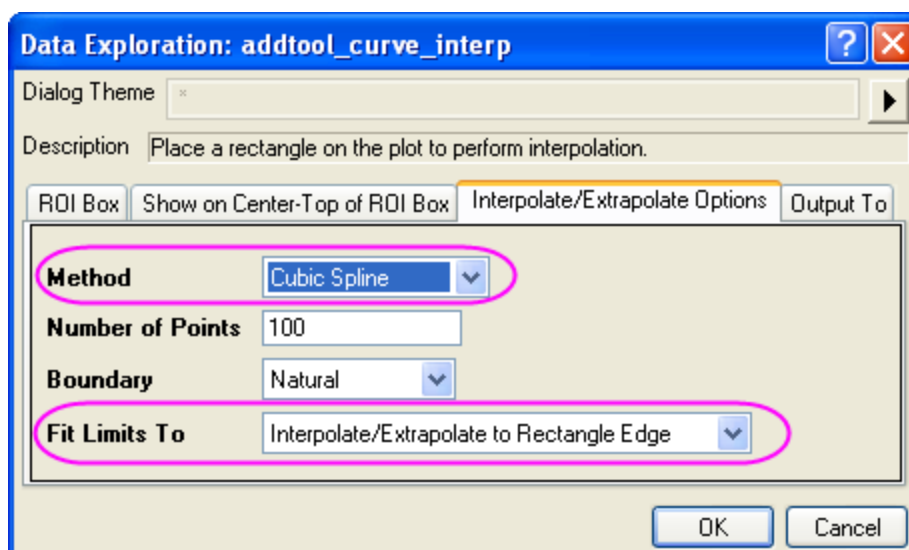 Data Exploration: addtool_curve_interp
Dialog Theme *
Description Place a rectangle on the plot to perform interpolation.
ROI Box Show on Center-Top of ROI Box Interpolate/Extrapolate Options Output To
Method Cubic Spline
Number of Points 100
Boundary Natural
Fit Limits To Interpolate/Extrapolate to Rectangle Edge
OK Cancel